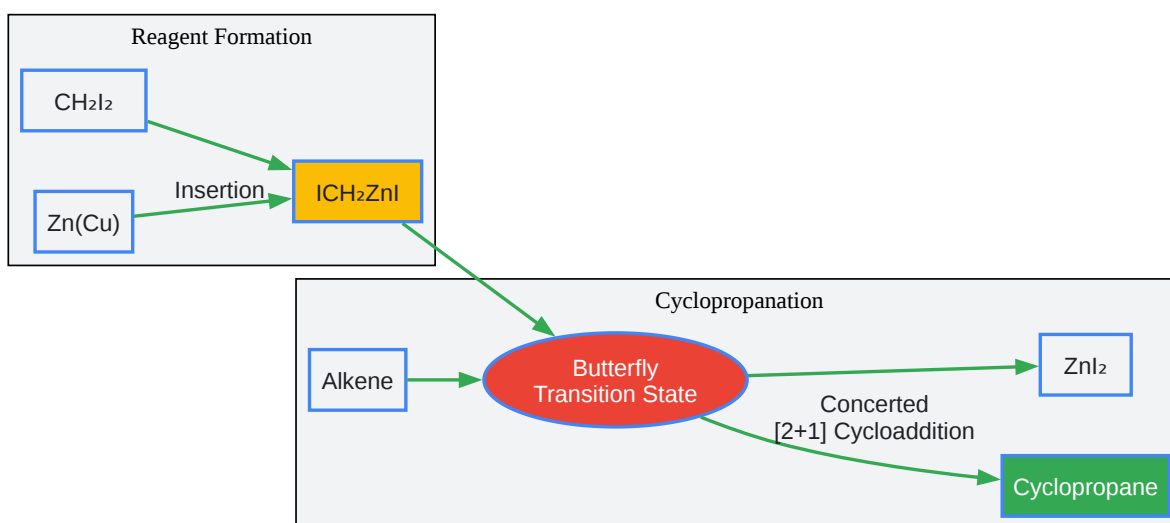 Reagent Formation
CH₂I₂
Insertion
ICH₂ZnI
Zn(Cu)
Cyclopropanation
Alkene
Butterfly
Transition State
ZnI₂
Concerted
[2+1] Cycloaddition
Cyclopropane